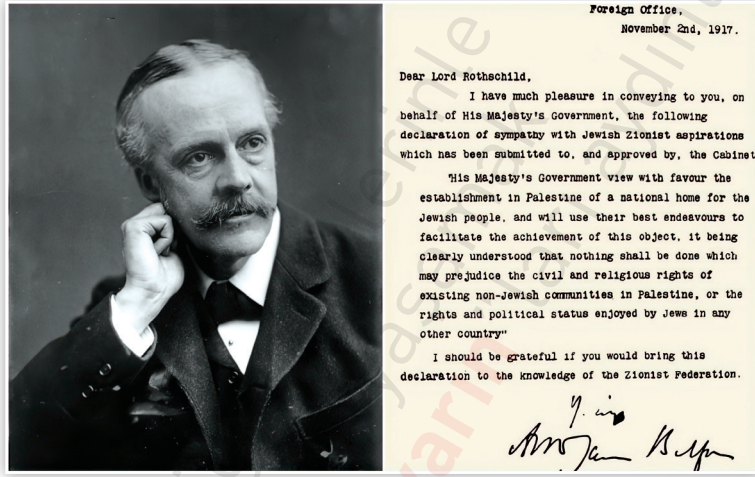 Foreign Office,
November 2nd, 1917.
Dear Lord Rothschild,
I have much pleasure in conveying to you, on
behalf of His Majesty's Government, the following
declaration of sympathy with Jewish Zionist aspirations
which has been submitted to, and approved by, the Cabinet
"His Majesty's Government view with favour the
establishment in Palestine of a national home for the
Jewish people, and will use their best endeavours to
facilitate the achievement of this object, it being
clearly understood that nothing shall be done which
may prejudice the civil and religious rights of
existing non-Jewish communities in Palestine, or the
rights and political status enjoyed by Jews in any
other country"
I should be grateful if you would bring this
declaration to the knowledge of the Zionist Federation.